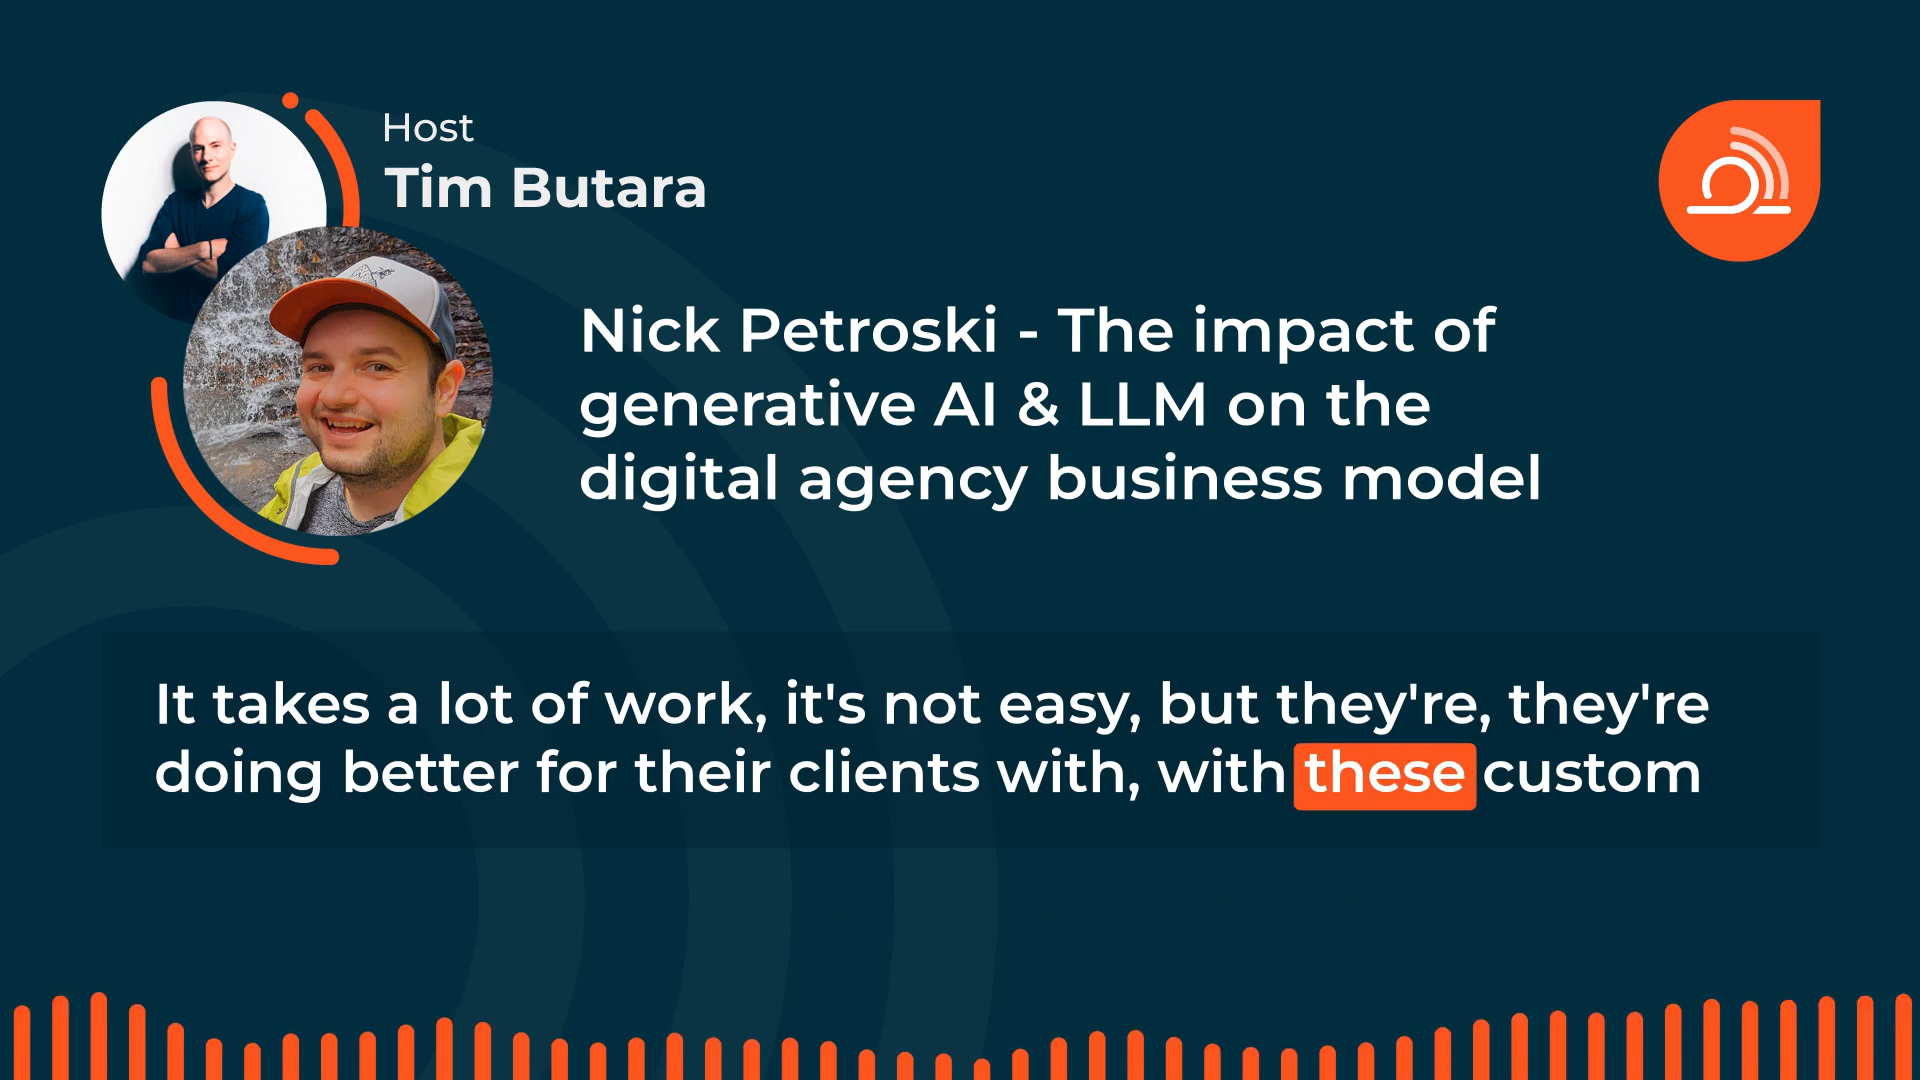 Host
Tim Butara
Nick Petroski - The impact of
generative AI & LLM on the
digital agency business model
It takes a lot of work, it's not easy, but they're, they're
doing better for their clients with, with these custom